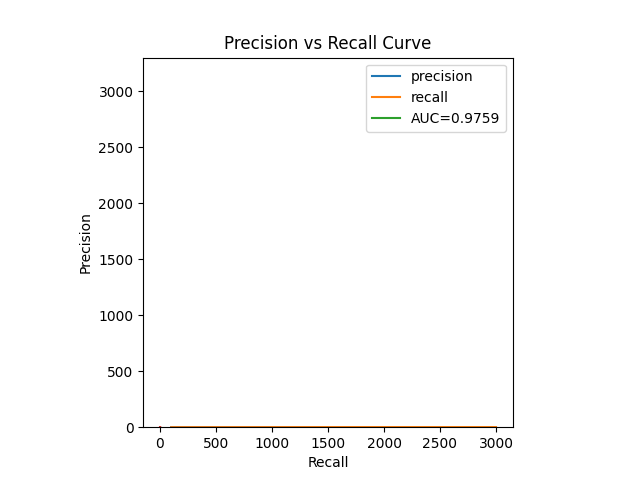 Precision vs Recall Curve
precision
recall
AUC=0.9759
3000
2500
2000
1500
1000
500
0
Precision
0 500 1000 1500 2000 2500 3000
Recall